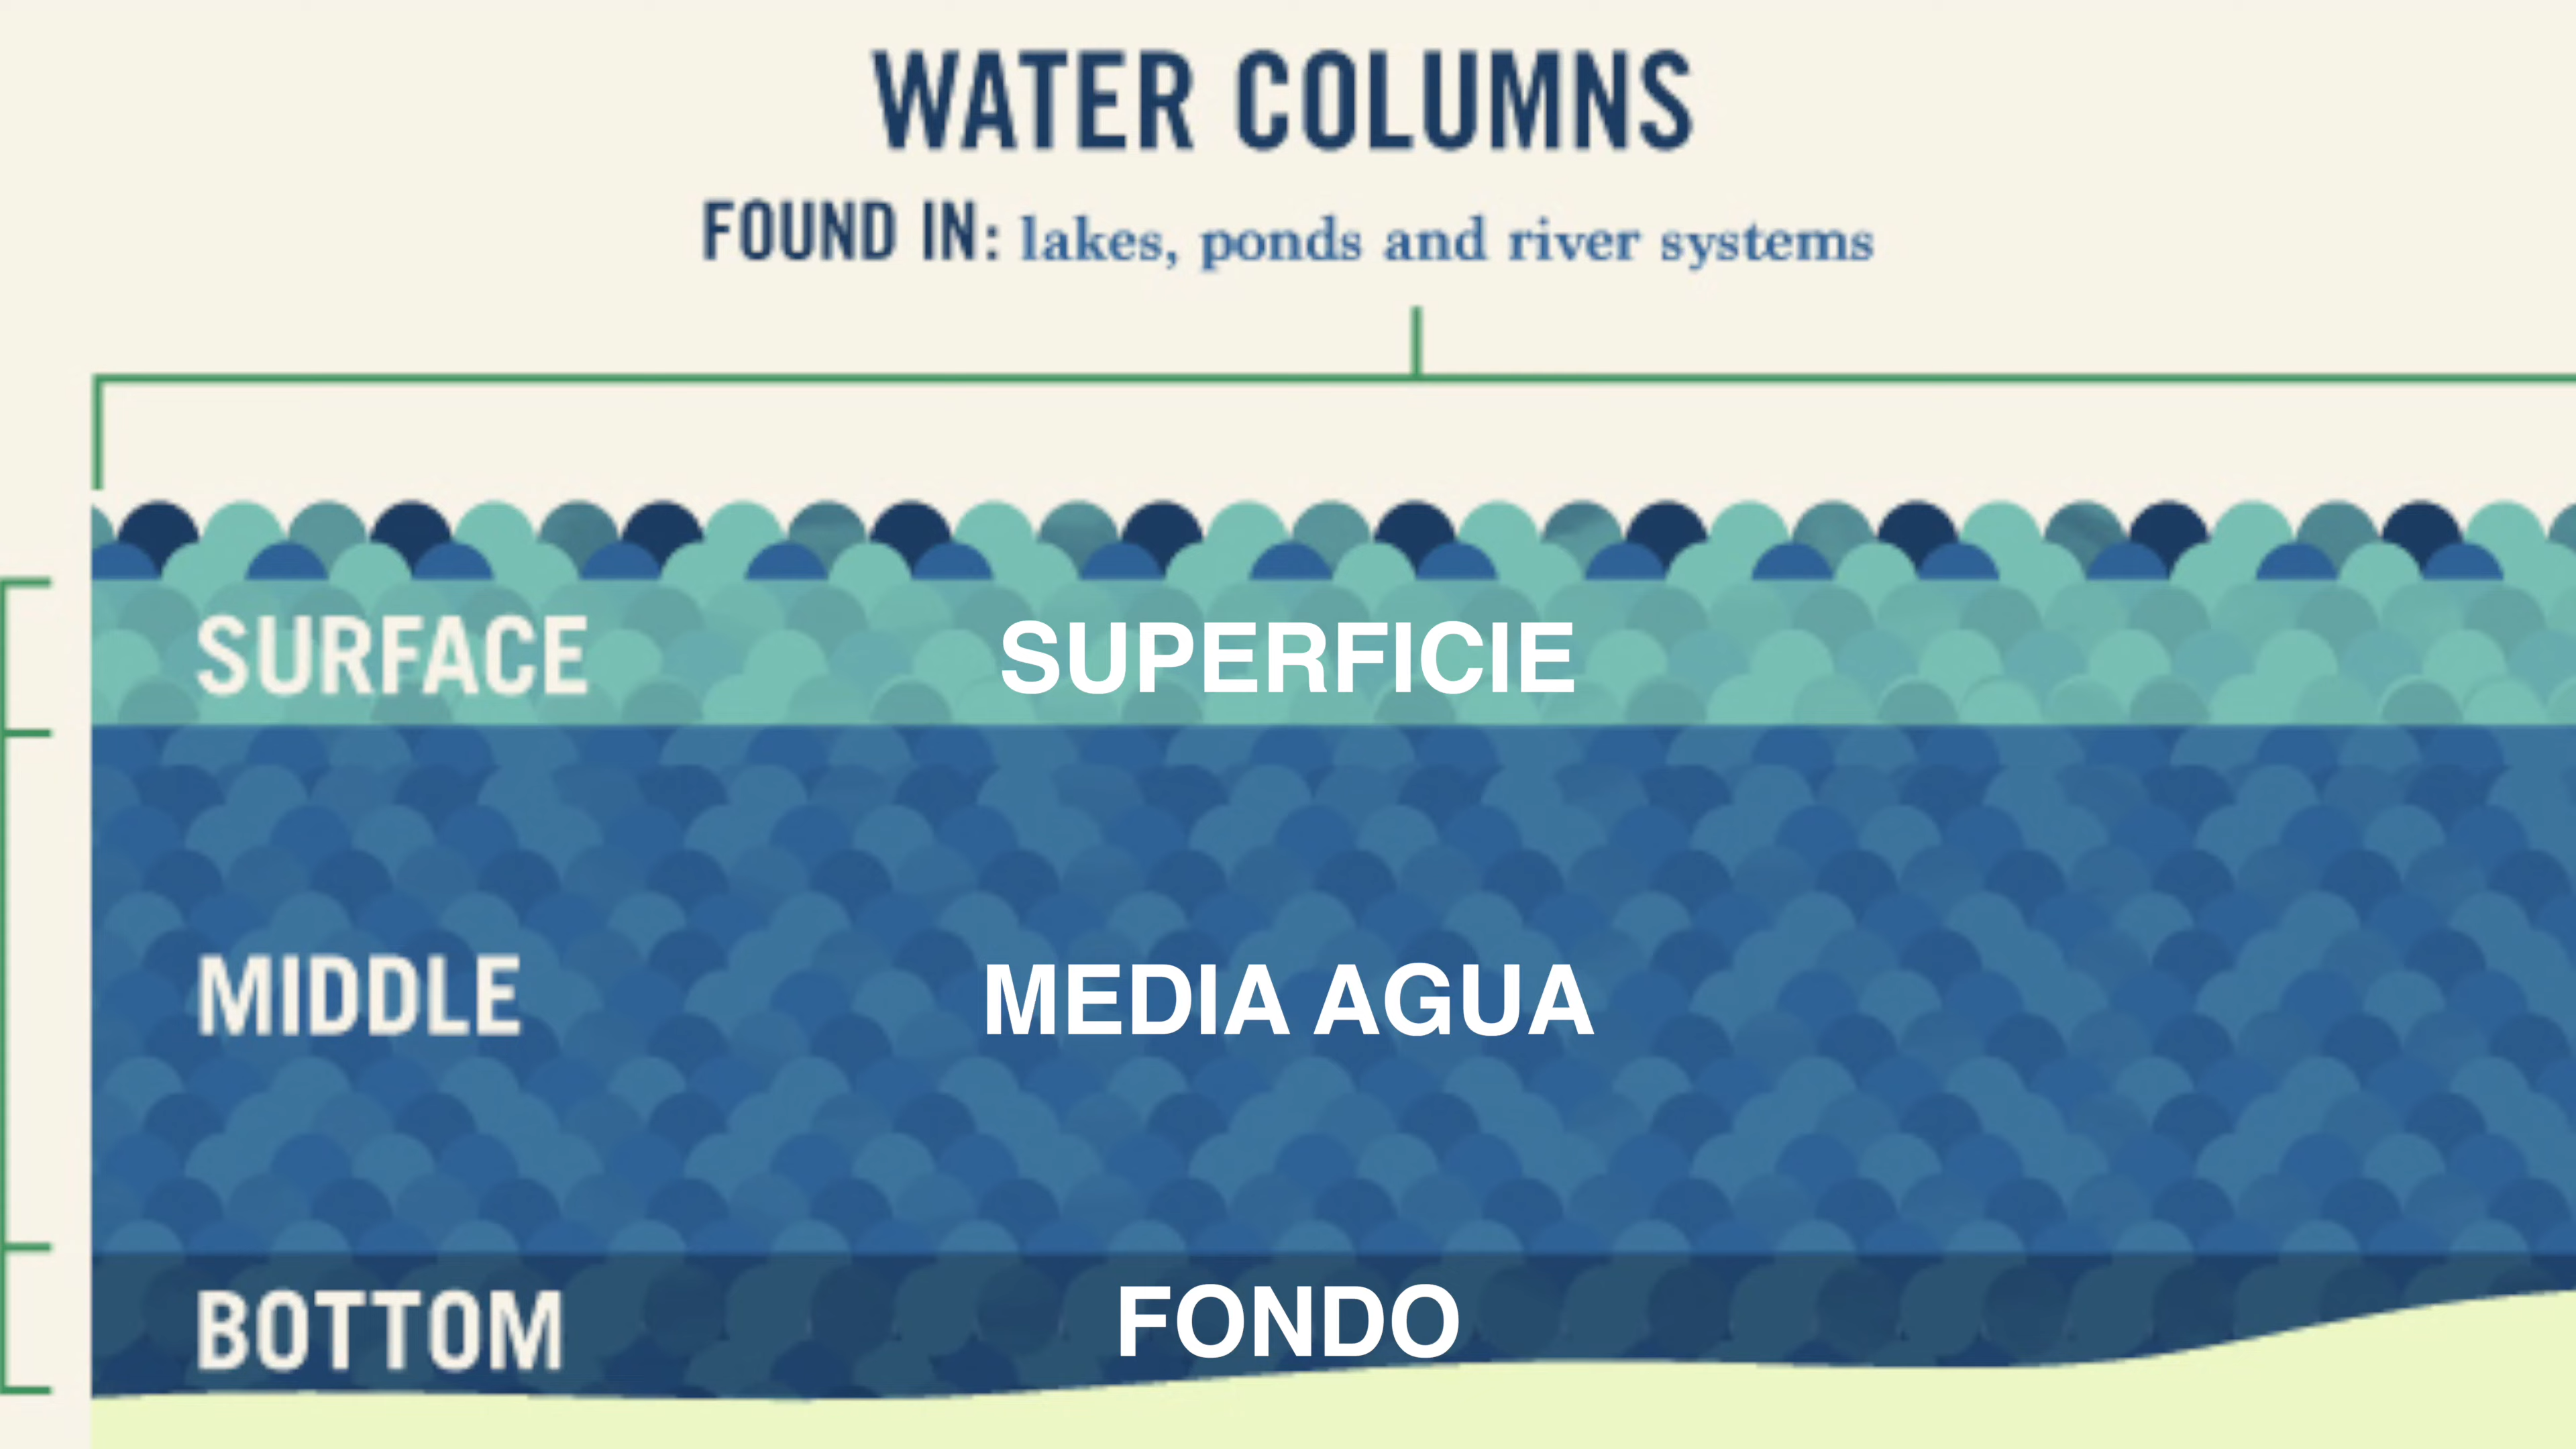 WATER COLUMNS
FOUND IN: lakes, ponds and river systems
SURFACE SUPERFICIE
MIDDLE MEDIA AGUA
BOTTOM FONDO